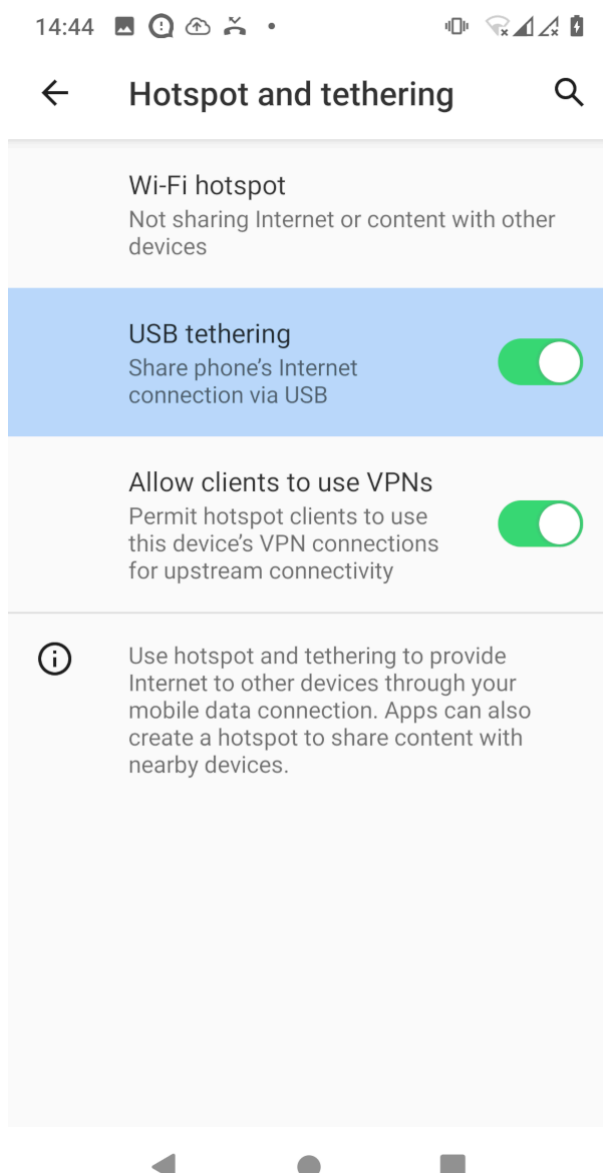 14:44
Hotspot and tethering
Wi-Fi hotspot
Not sharing Internet or content with other
devices
USB tethering
Share phone's Internet
connection via USB
Allow clients to use VPNs
Permit hotspot clients to use
this device's VPN connections
for upstream connectivity
Use hotspot and tethering to provide
Internet to other devices through your
mobile data connection. Apps can also
create a hotspot to share content with
nearby devices.